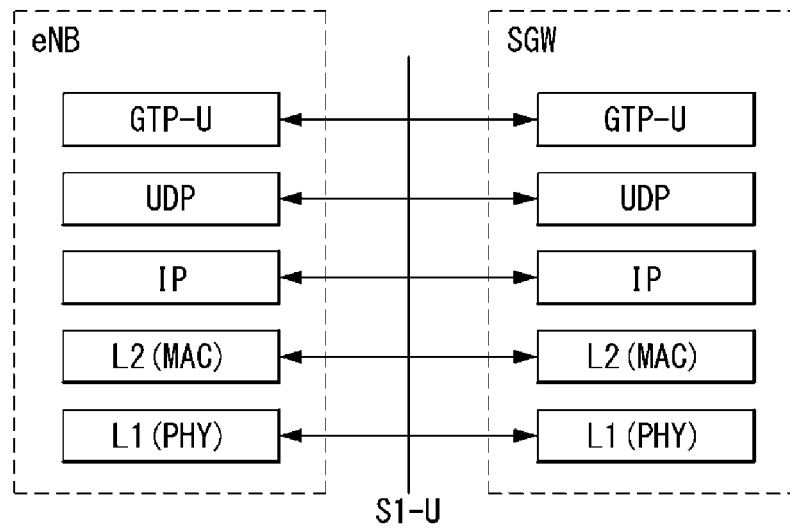 eNB
SGW
GTP-U
GTP-U
UDP
UDP
IP
IP
L2(MAC)
L2(MAC)
L1(PHY)
L1(PHY)
S1-U